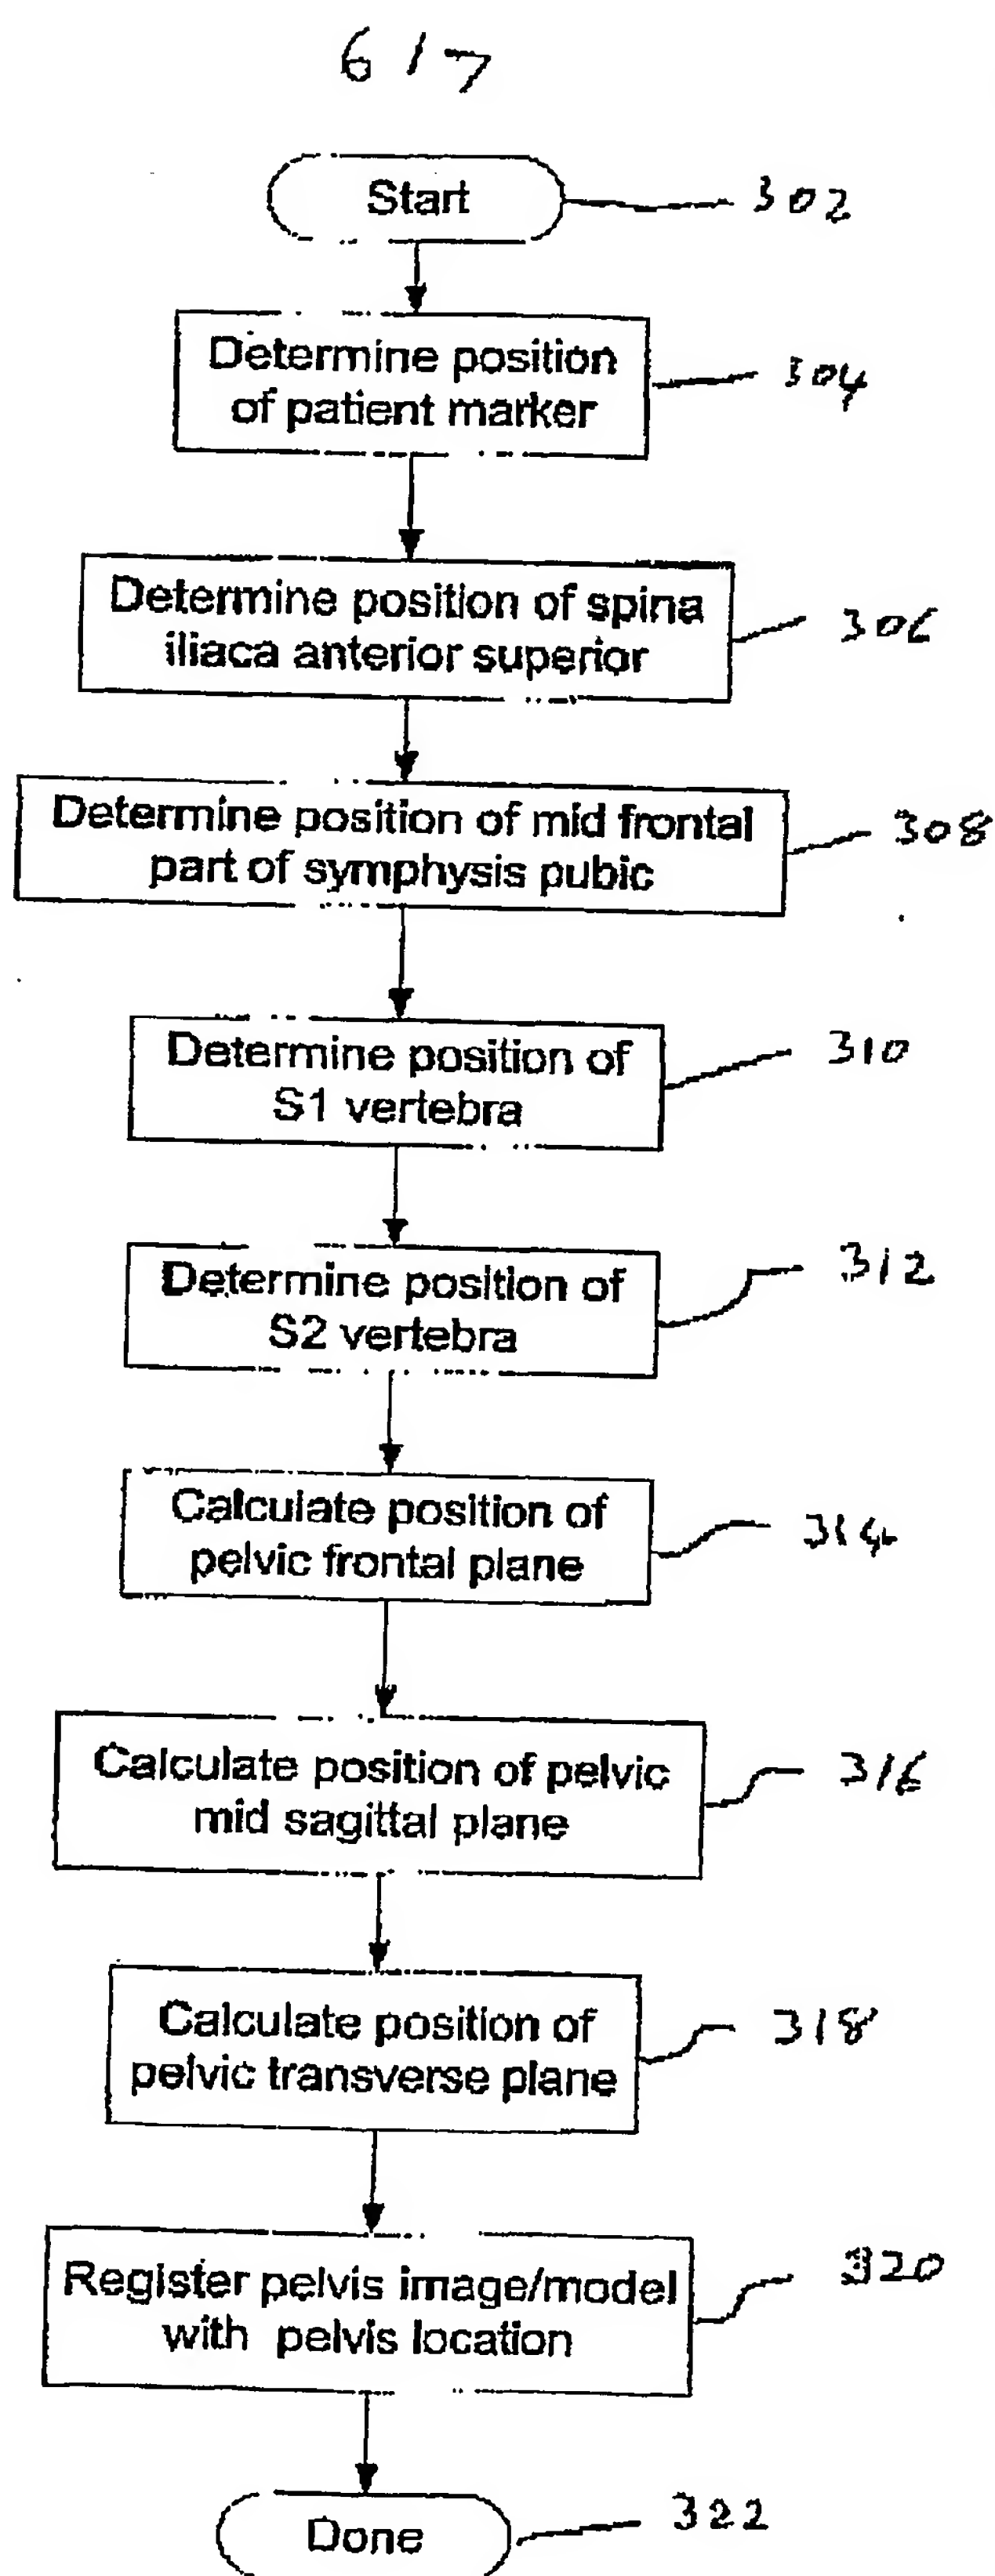 617
Start
302
Determine position
of patient marker
304
Determine position of spina
iliaca anterior superior
306
Determine position of mid frontal
part of symphysis pubic
308
Determine position of
S1 vertebra
310
Determine position of
S2 vertebra
312
Calculate position of
pelvic frontal plane
314
Calculate position of pelvic
mid sagittal plane
316
Calculate position of
pelvic transverse plane
318
Register pelvis image/model
with pelvis location
320
Done
322